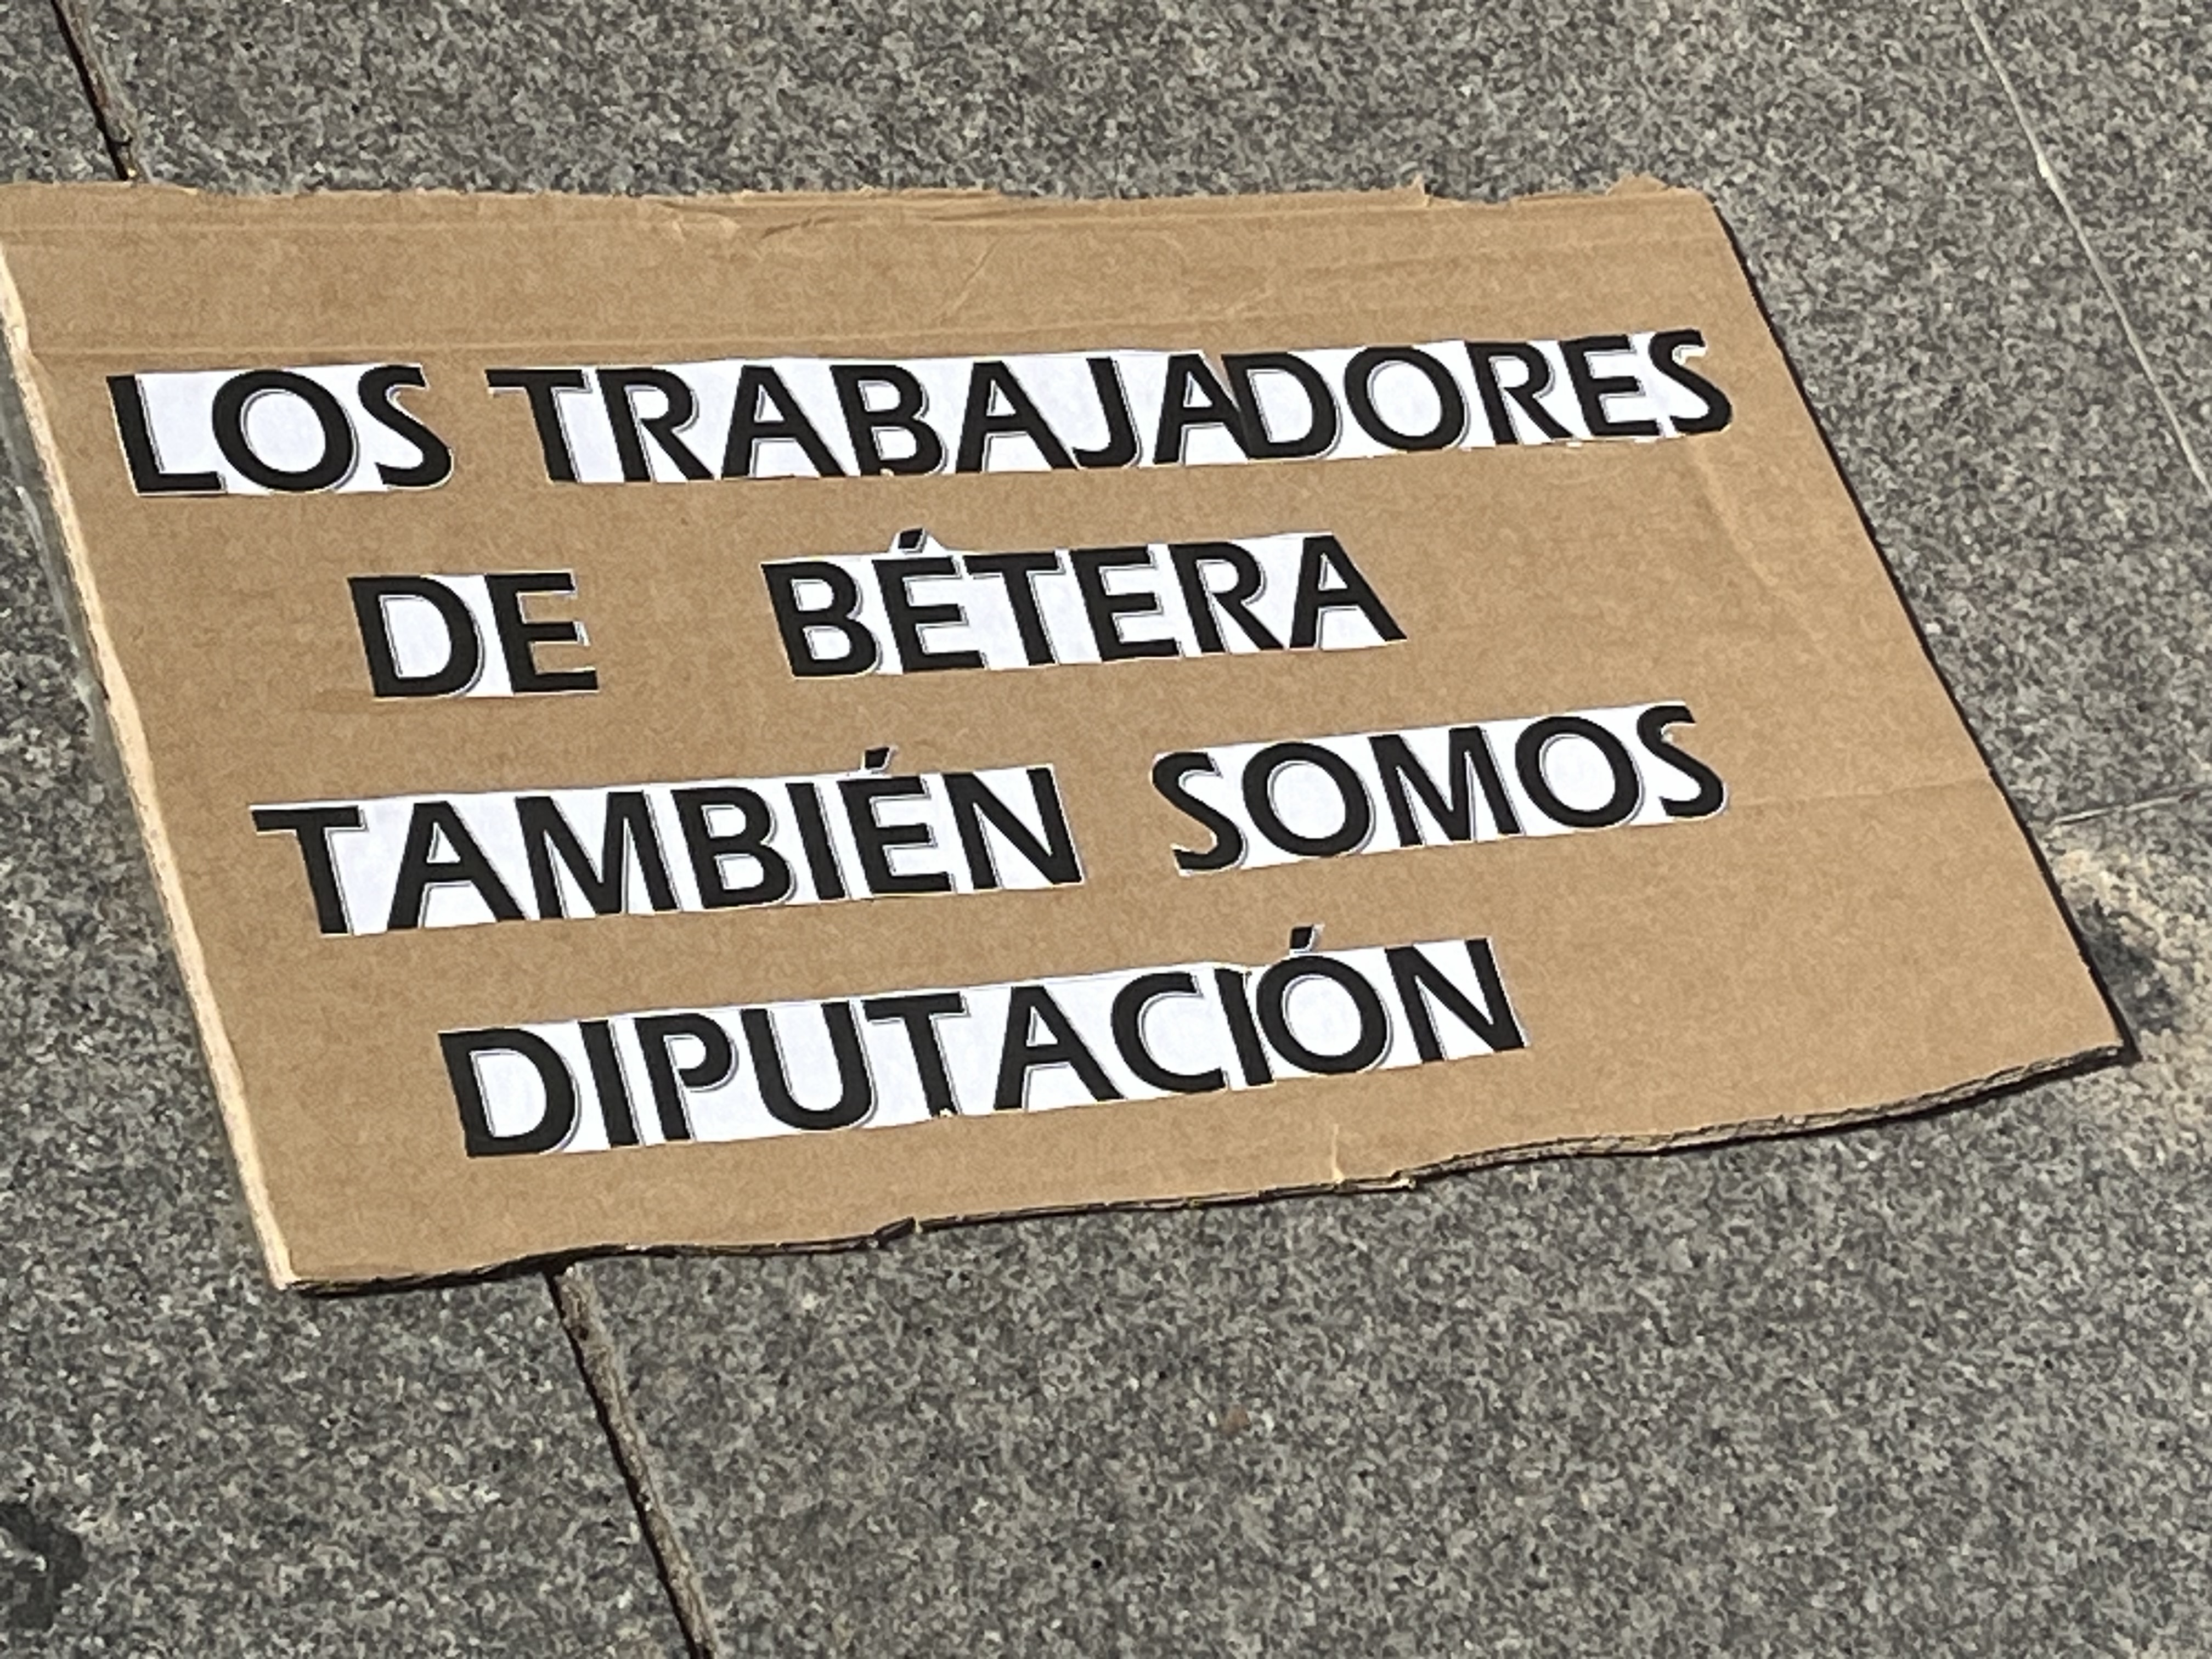 LOS TRABAJADORES
DE BÉTERA
TAMBIÉN SOMOS
DIPUTACIÓN